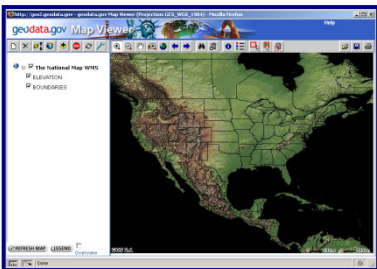 http://gos2.geodata.gov - geodata.gov Map Viewer (Projection: GCS_WGS_1984) - Mozilla Firefox
geodata.gov Map Viewer
Help
The National Map WMS
ELEVATION
BOUNDARIES
REFRESH MAP
LEGEND
Overview
Done